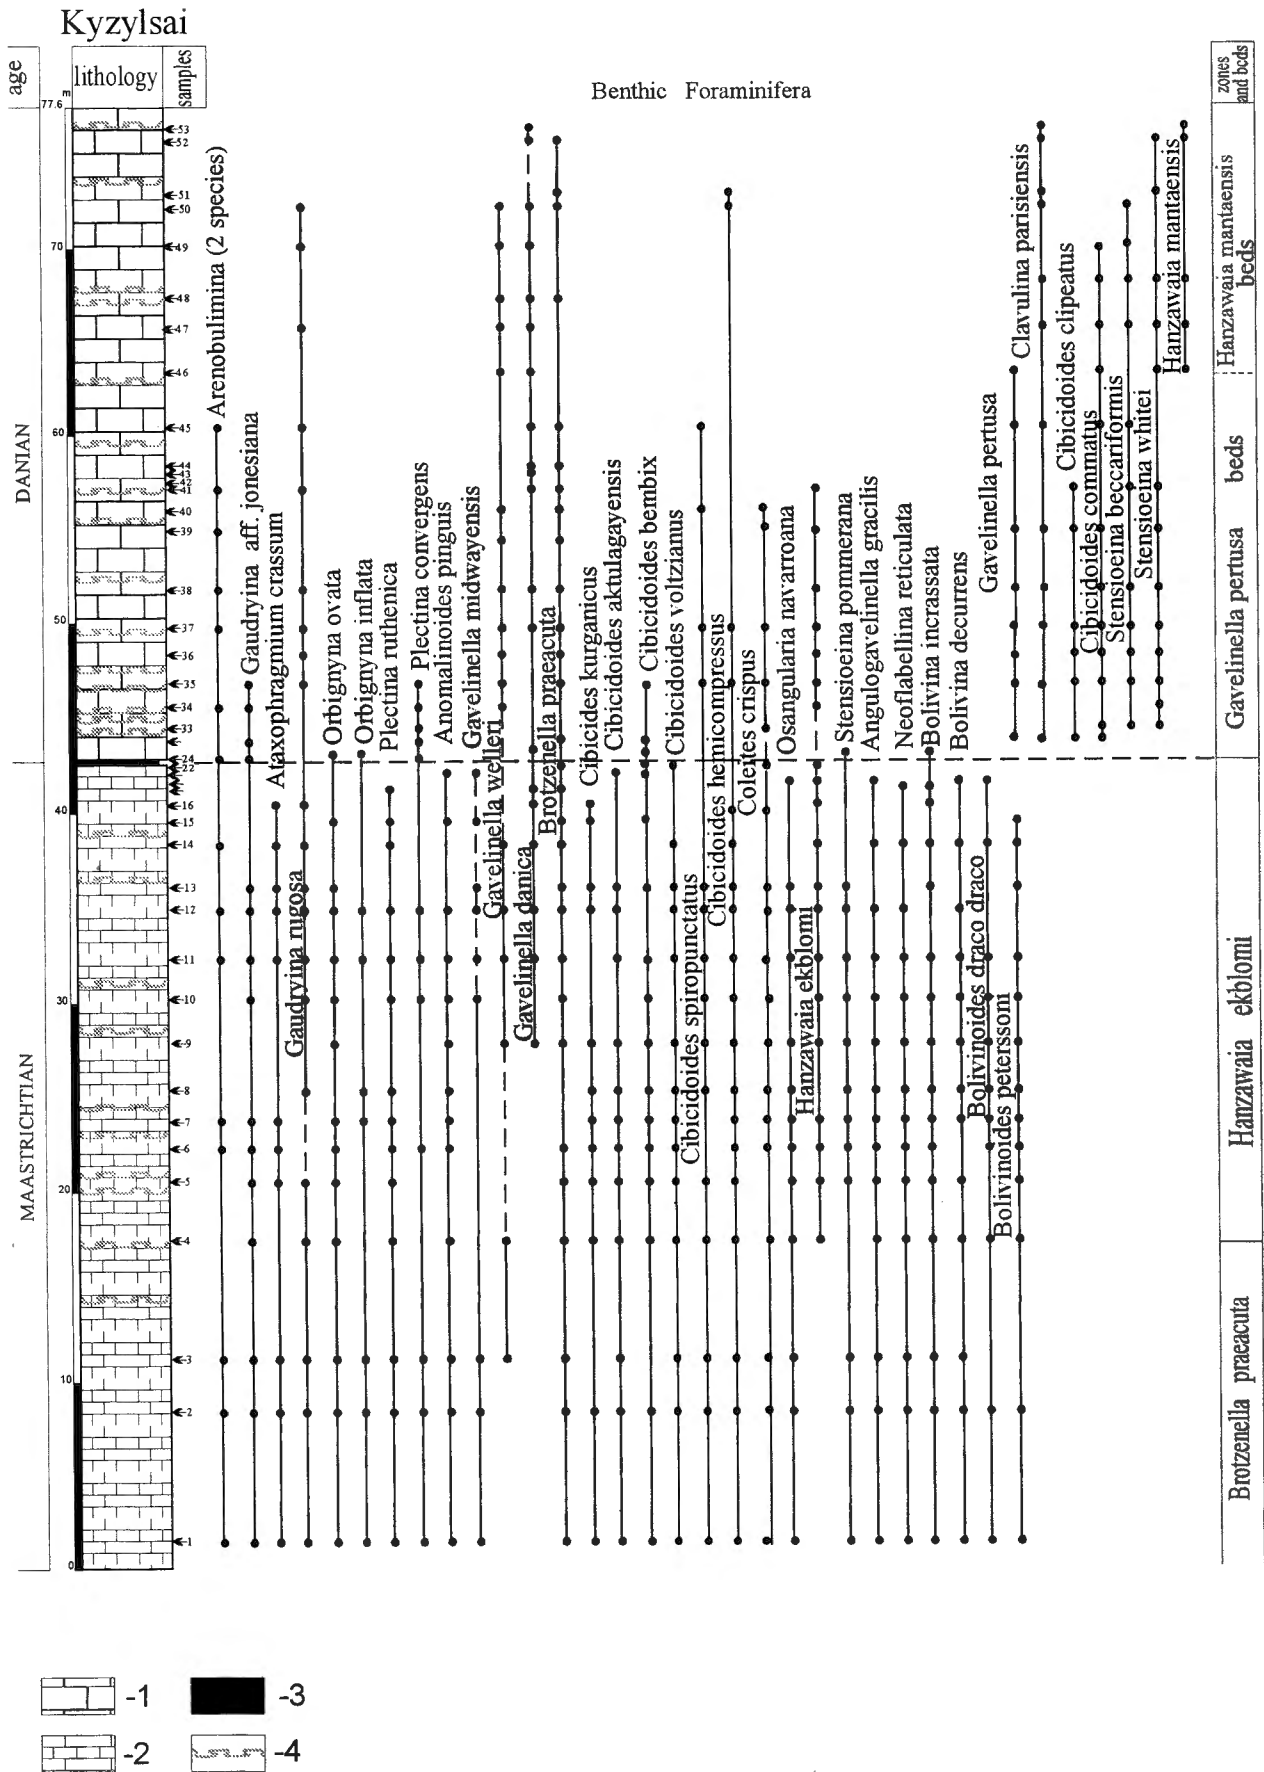 Kyzylsai
age
lithology
samples
Benthic Foraminifera
zones
and beds
m
77.6
70
60
50
40
30
20
10
0
DANIAN
MAASTRICHTIAN
53
52
51
50
49
48
47
46
45
44
43
42
41
40
39
38
37
36
35
34
33
24
22
16
15
14
13
12
11
10
9
8
7
6
5
4
3
2
1
Arenobulimina (2 species)
Gaudryina aff. jonesiana
Ataxophragmium crassum
Gaudryina rugosa
Orbignyna ovata
Orbignyna inflata
Plectina ruthenica
Plectina convergens
Anomalinoides pinguis
Gavelinella midwayensis
Gavelinella welleri
Gavelinella danica
Brotzenella praeacuta
Cibicides kurganicus
Cibicidoides aktulagayensis
Cibicidoides bembix
Cibicidoides voltzianus
Cibicidoides spiropunctatus
Cibicidoides hemicompressus
Coleites crispus
Osangularia navarroana
Hanzawaia ekblomi
Stensioeina pommerana
Angulogavelinella gracilis
Neoflabellina reticulata
Bolivina incrassata
Bolivina decurrens
Bolivinoides draco draco
Bolivinoides peterssoni
Gavelinella pertusa
Clavulina parisiensis
Cibicidoides clipeatus
Cibicidoides commatus
Stensioeina beccariformis
Stensioeina whitei
Hanzawaia mantaensis
Hanzawaia mantaensis
beds
Gavelinella pertusa beds
Hanzawaia ekblomi
Brotzenella praeacuta
-1
-2
-3
-4